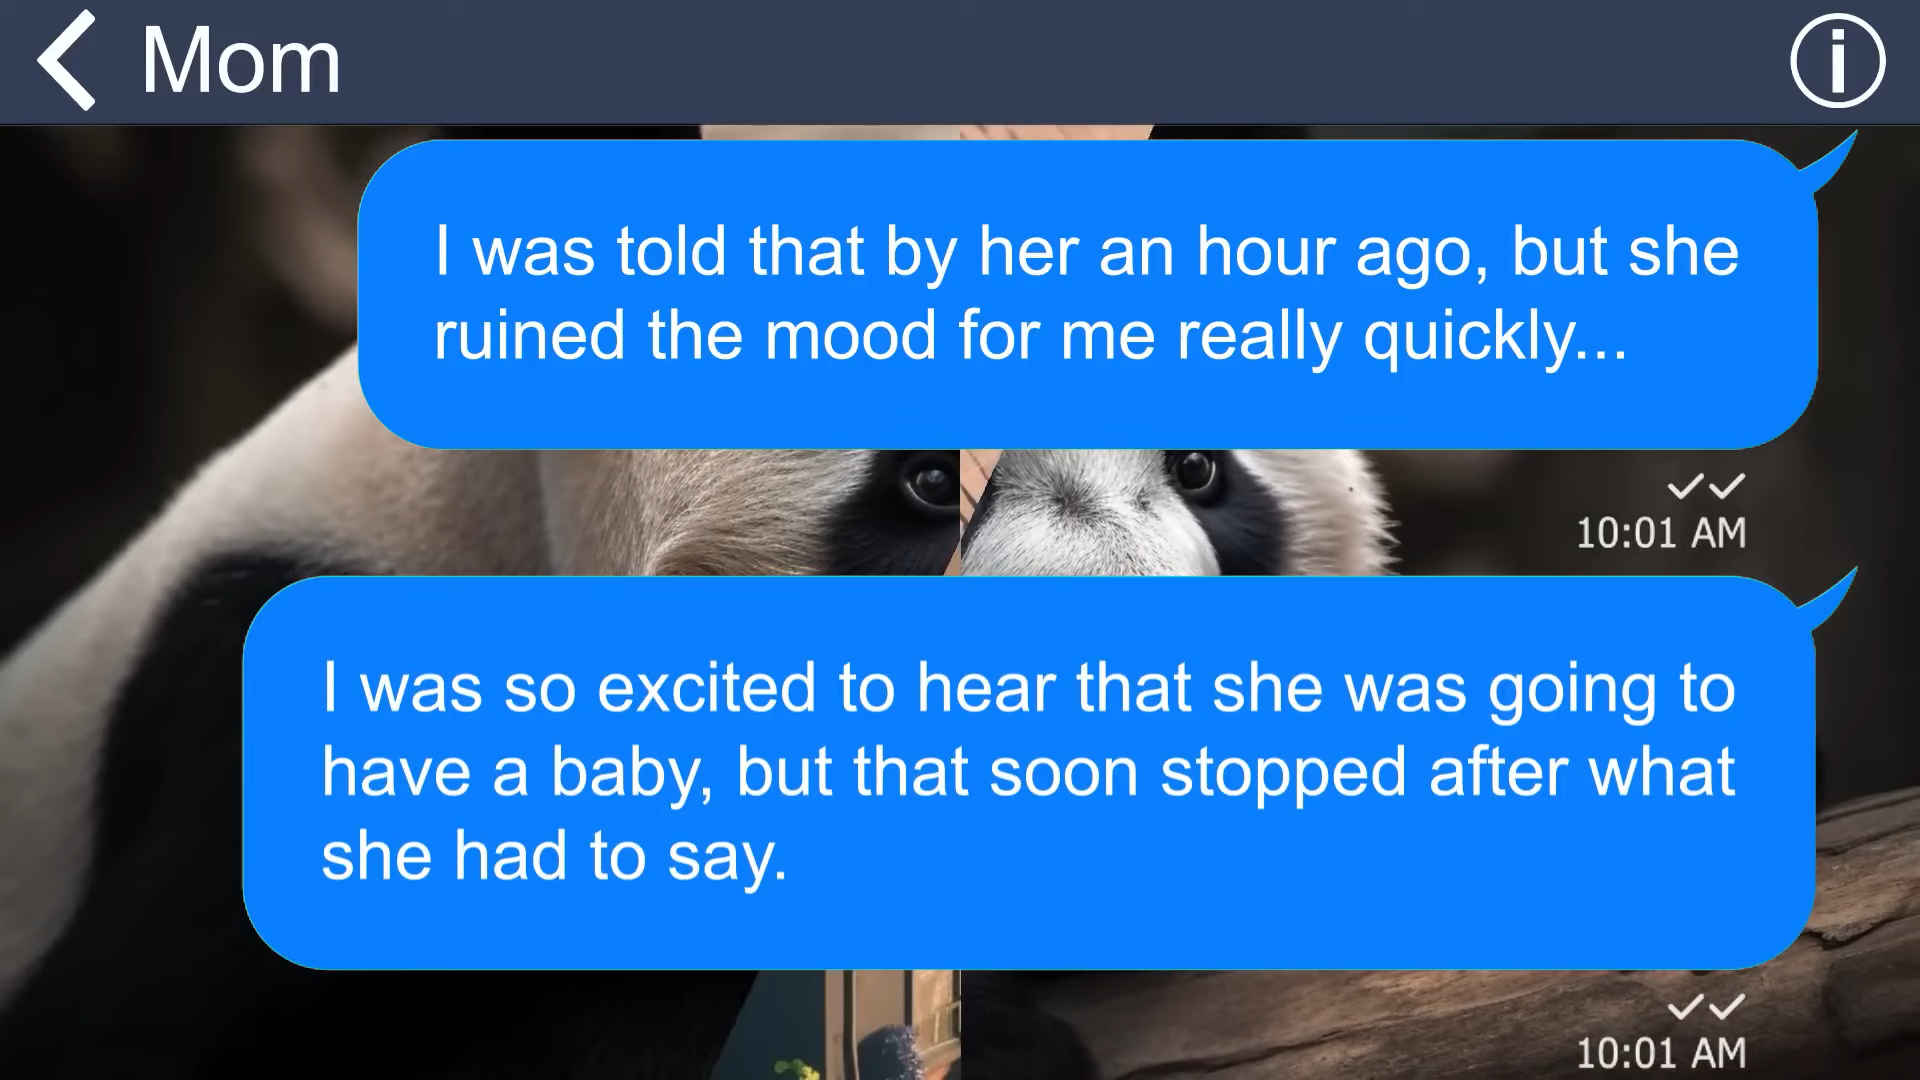 Mom
I was told that by her an hour ago, but she
ruined the mood for me really quickly...
10:01 AM
I was so excited to hear that she was going to
have a baby, but that soon stopped after what
she had to say.
10:01 AM